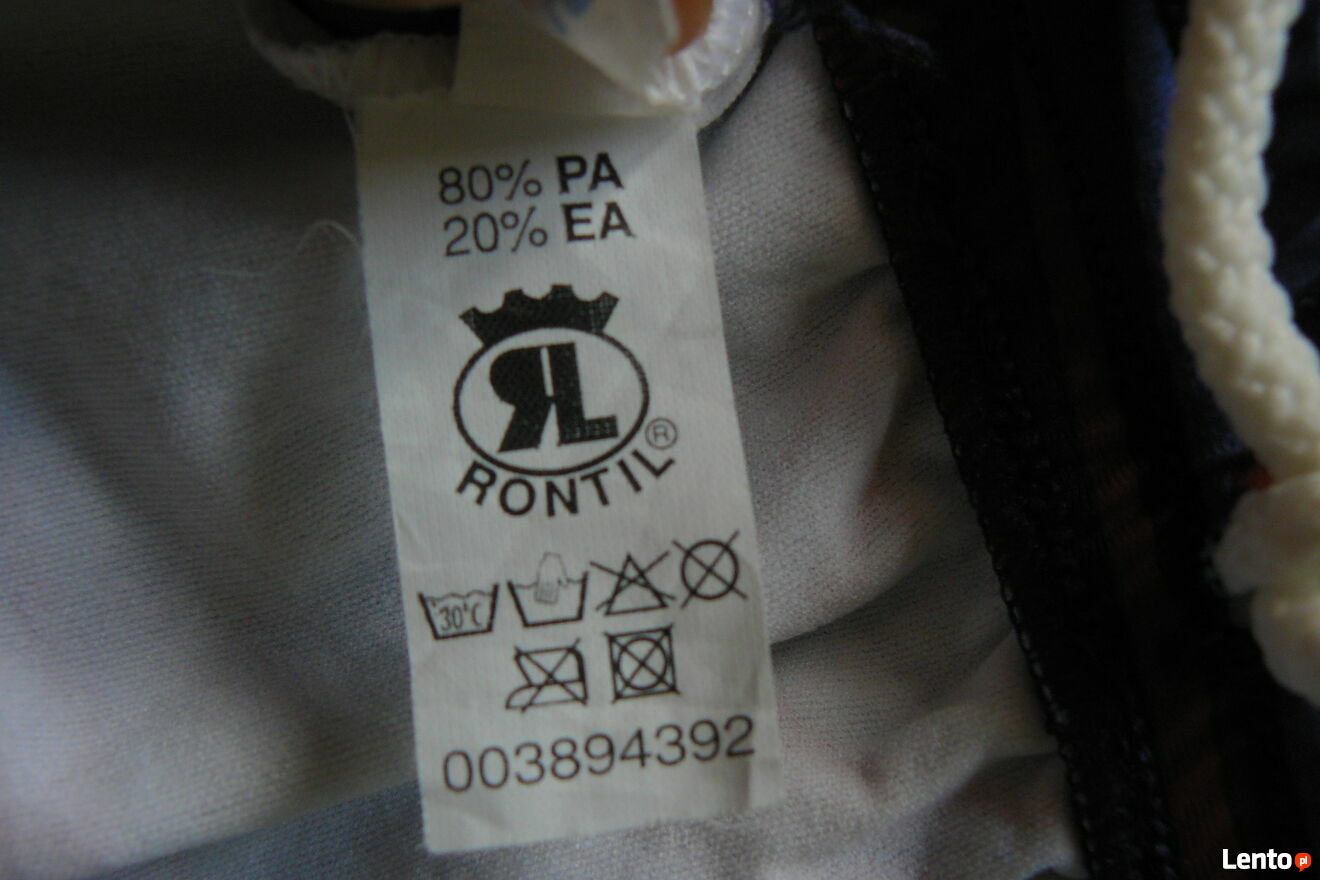 80% PA
20% EA
RL
RONTIL®
30°C
003894392
Lento pl